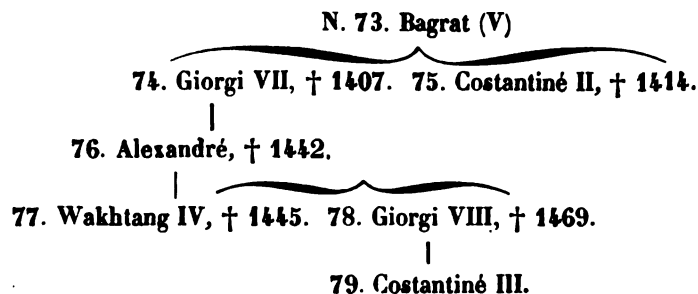 N. 73. Bagrat (V)
74. Giorgi VII, † 1407. 75. Costantiné II, † 1414.
76. Alexandré, † 1442.
77. Wakhtang IV, † 1445. 78. Giorgi VIII, † 1469.
79. Costantiné III.